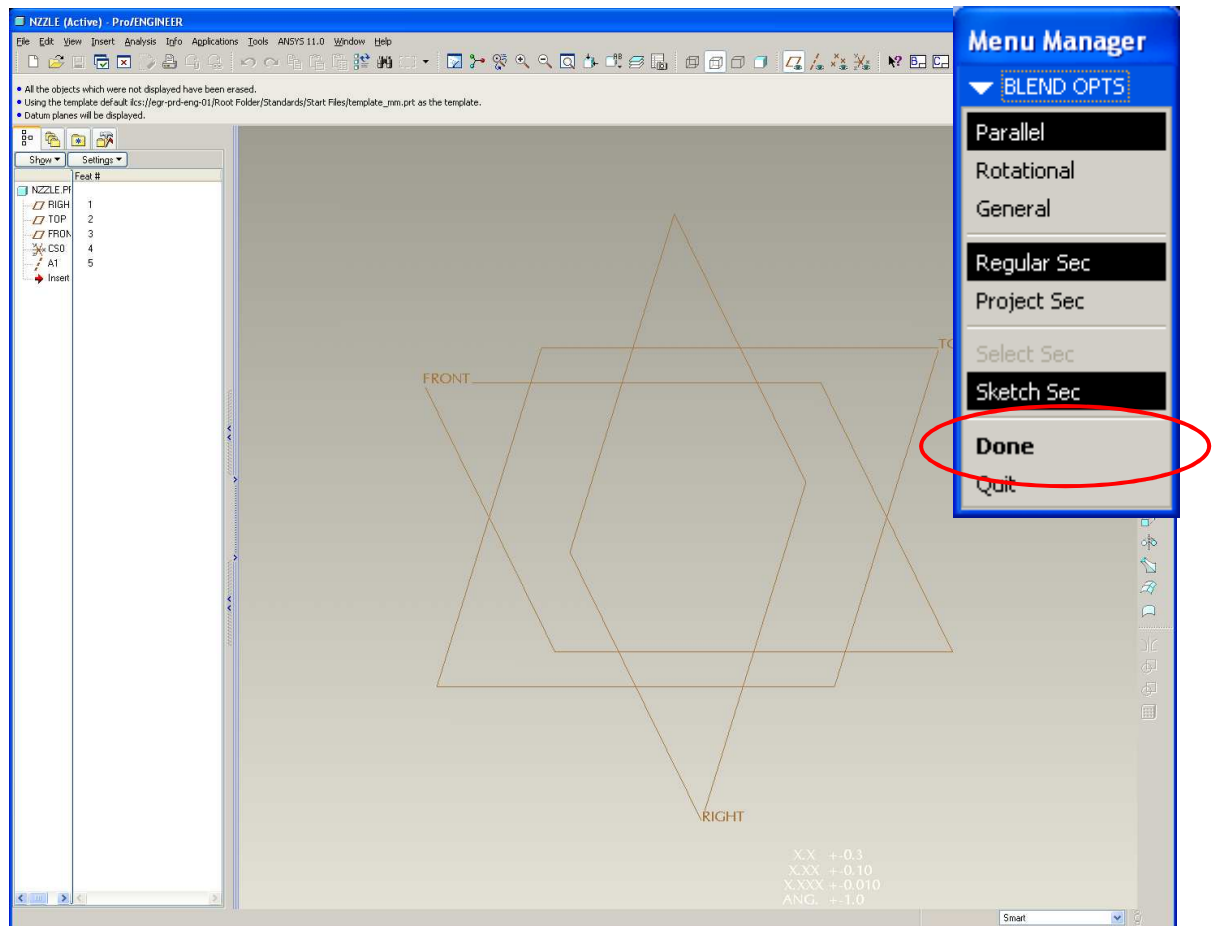 NZZLE (Active) - Pro/ENGINEER
File Edit View Insert Analysis Info Applications Tools ANSYS 11.0 Window Help
• All the objects which were not displayed have been erased.
• Using the template default ilcs://egr-prd-eng-01/Root Folder/Standards/Start Files/template_mm.prt as the template.
• Datum planes will be displayed.
Show Settings
Feat #
NZZLE.PF
RIGH 1
TOP 2
FRON 3
CS0 4
A1 5
Insert
FRONT
TO
RIGHT
X.X +-0.3
X.XX +-0.10
X.XXX +-0.010
ANG. +-1.0
Smart
Menu Manager
BLEND OPTS
Parallel
Rotational
General
Regular Sec
Project Sec
Select Sec
Sketch Sec
Done
Quit